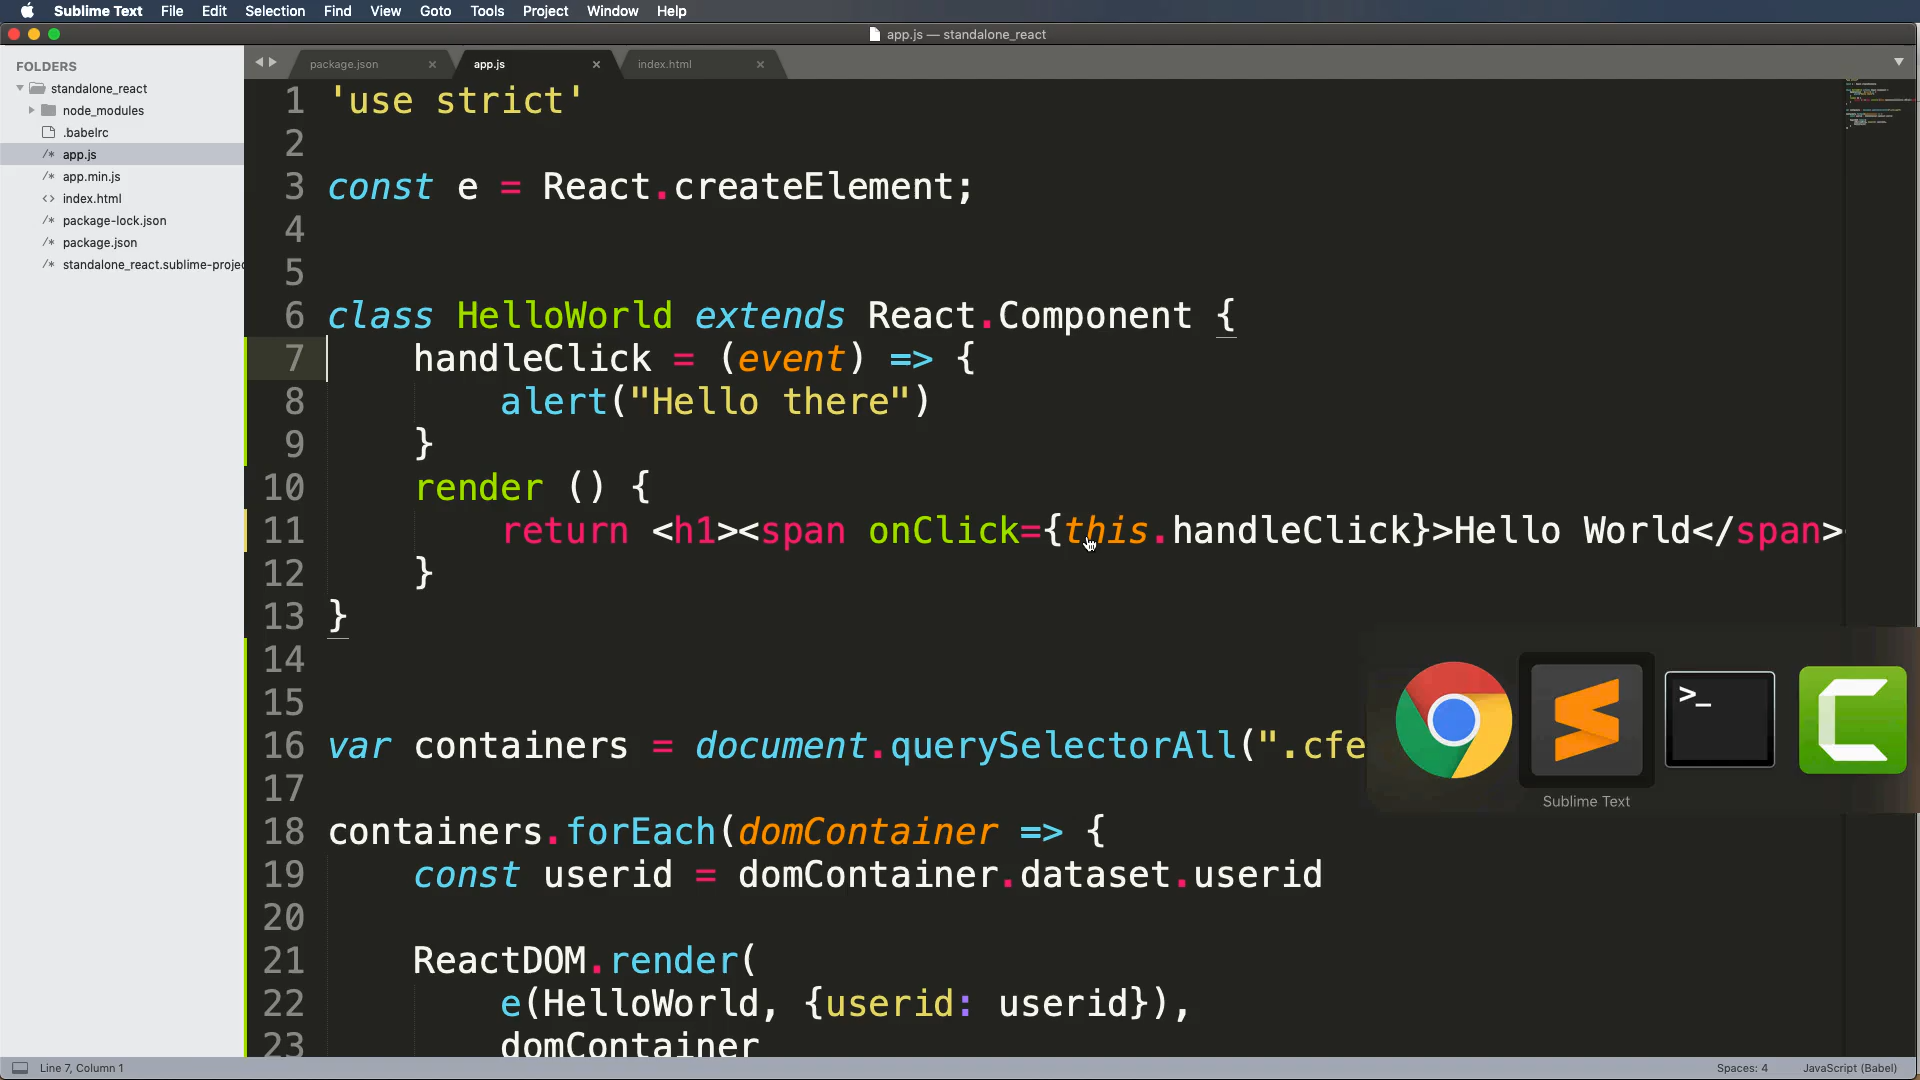 Sublime Text File Edit Selection Find View Goto Tools Project Window Help
app.js — standalone_react
FOLDERS
standalone_react
node_modules
.babelrc
app.js
app.min.js
index.html
package-lock.json
package.json
standalone_react.sublime-projec
package.json app.js index.html
1 'use strict'
2
3 const e = React.createElement;
4
5
6 class HelloWorld extends React.Component {
7 handleClick = (event) => {
8 alert("Hello there")
9 }
10 render () {
11 return <h1><span onClick={this.handleClick}>Hello World</span>
12 }
13 }
14
15
16 var containers = document.querySelectorAll(".cfe
17
18 containers.forEach(domContainer => {
19 const userid = domContainer.dataset.userid
20
21 ReactDOM.render(
22 e(HelloWorld, {userid: userid}),
23 domContainer
>_
Sublime Text
Line 7, Column 1
Spaces: 4
JavaScript (Babel)